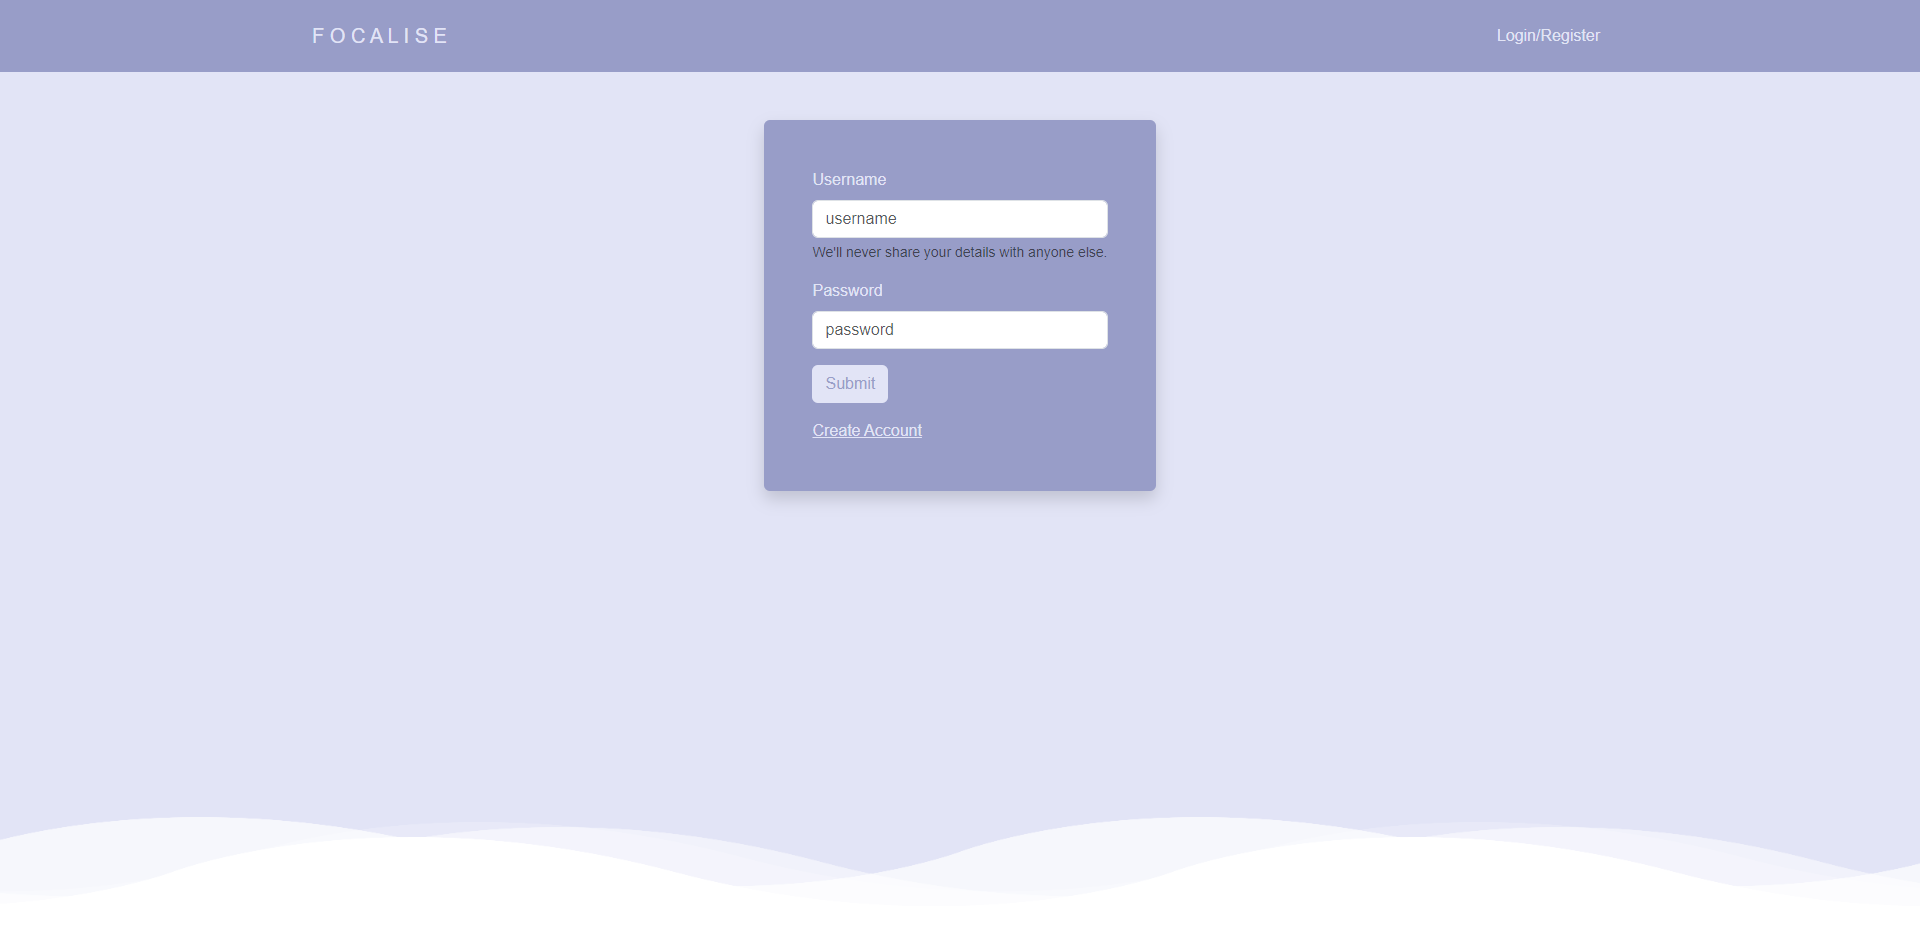 FOCALISE
Login/Register
Username
username
We'll never share your details with anyone else.
Password
password
Submit
Create Account